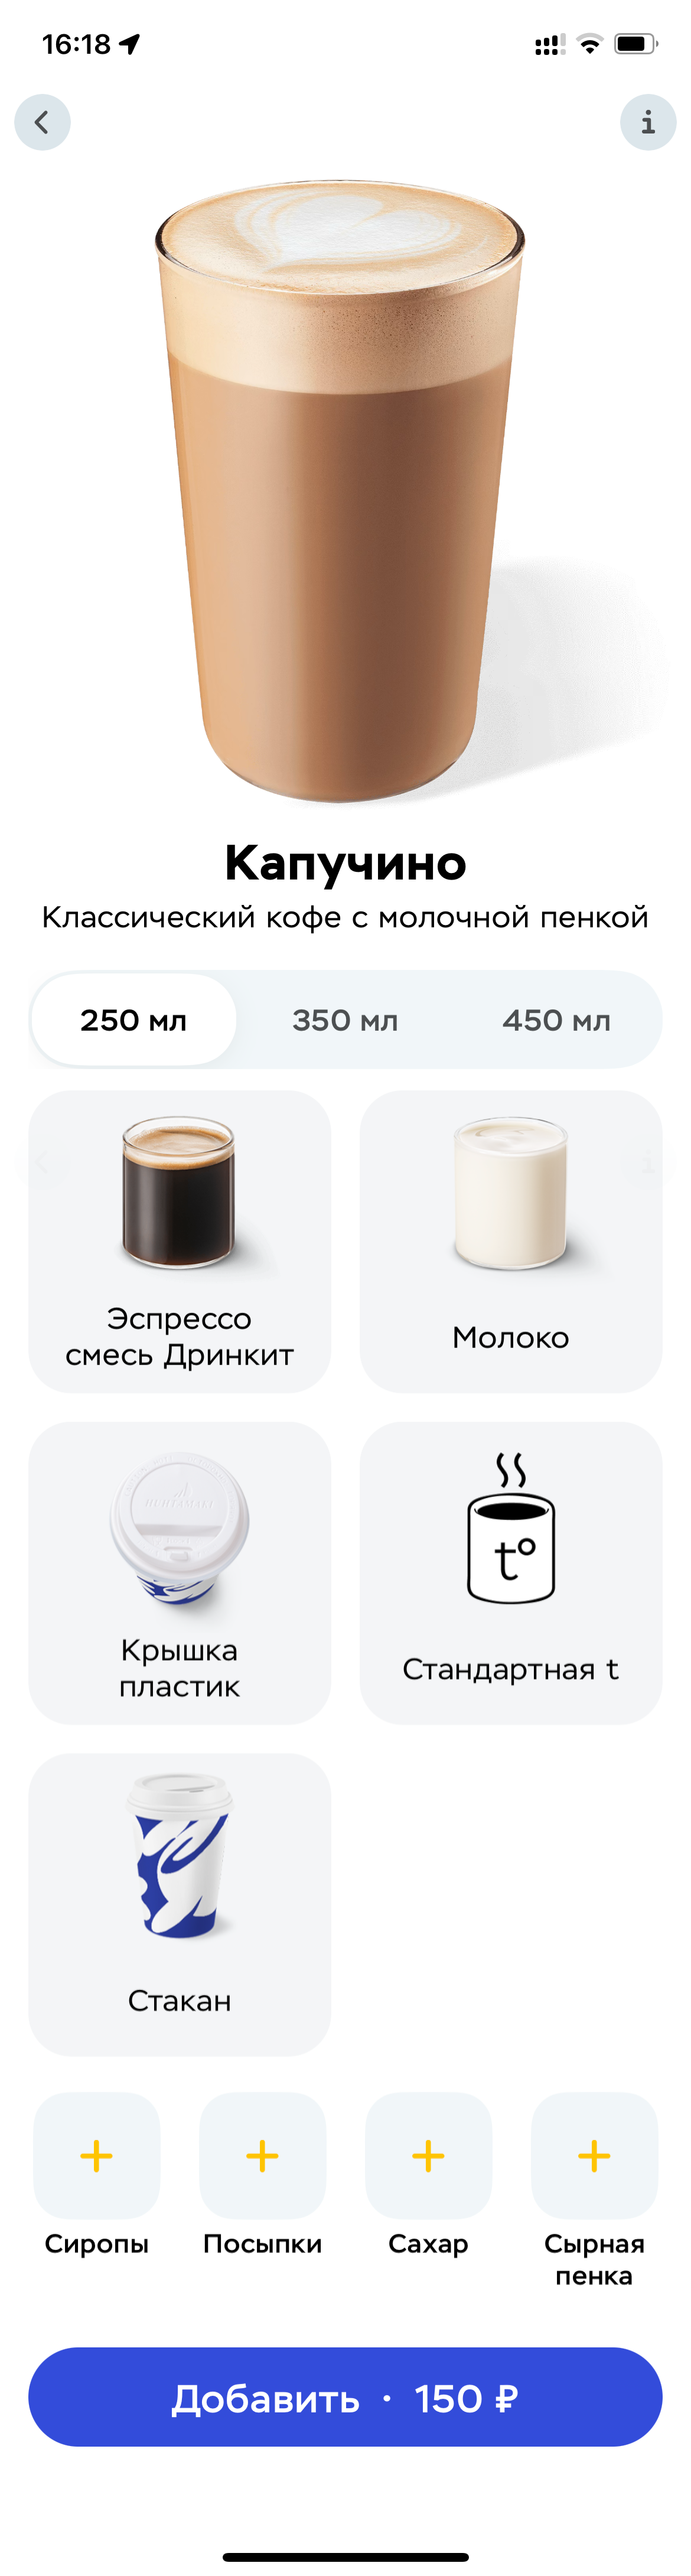 16:18
i
Капучино
Классический кофе с молочной пенкой
250 мл 350 мл 450 мл
Эспрессо
смесь Дринкит
Молоко
HUHTAMAKI
Крышка
пластик
t°
Стандартная t
Стакан
Сиропы Посыпки Сахар Сырная
пенка
Добавить · 150 ₽